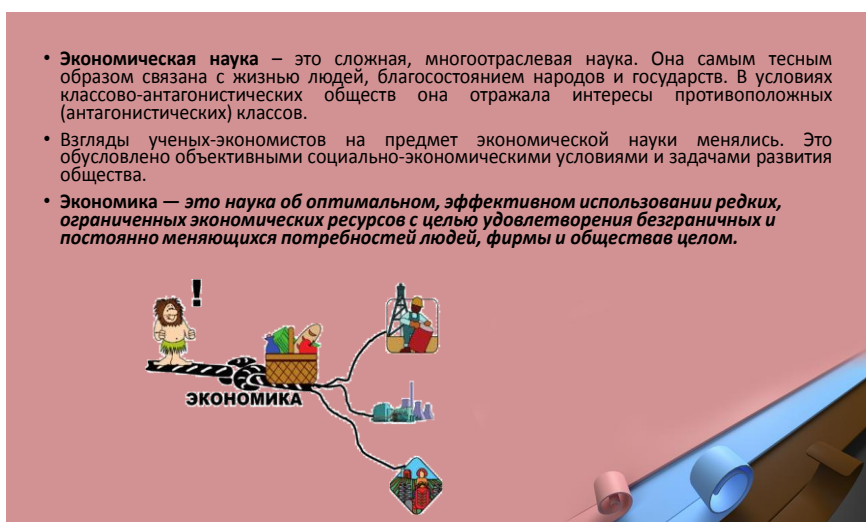 • Экономическая наука – это сложная, многоотраслевая наука. Она самым тесным
образом связана с жизнью людей, благосостоянием народов и государств. В условиях
классово-антагонистических обществ она отражала интересы противоположных
(антагонистических) классов.
• Взгляды ученых-экономистов на предмет экономической науки менялись. Это
обусловлено объективными социально-экономическими условиями и задачами развития
общества.
• Экономика — это наука об оптимальном, эффективном использовании редких,
ограниченных экономических ресурсов с целью удовлетворения безграничных и
постоянно меняющихся потребностей людей, фирмы и обществав целом.
!
ЭКОНОМИКА